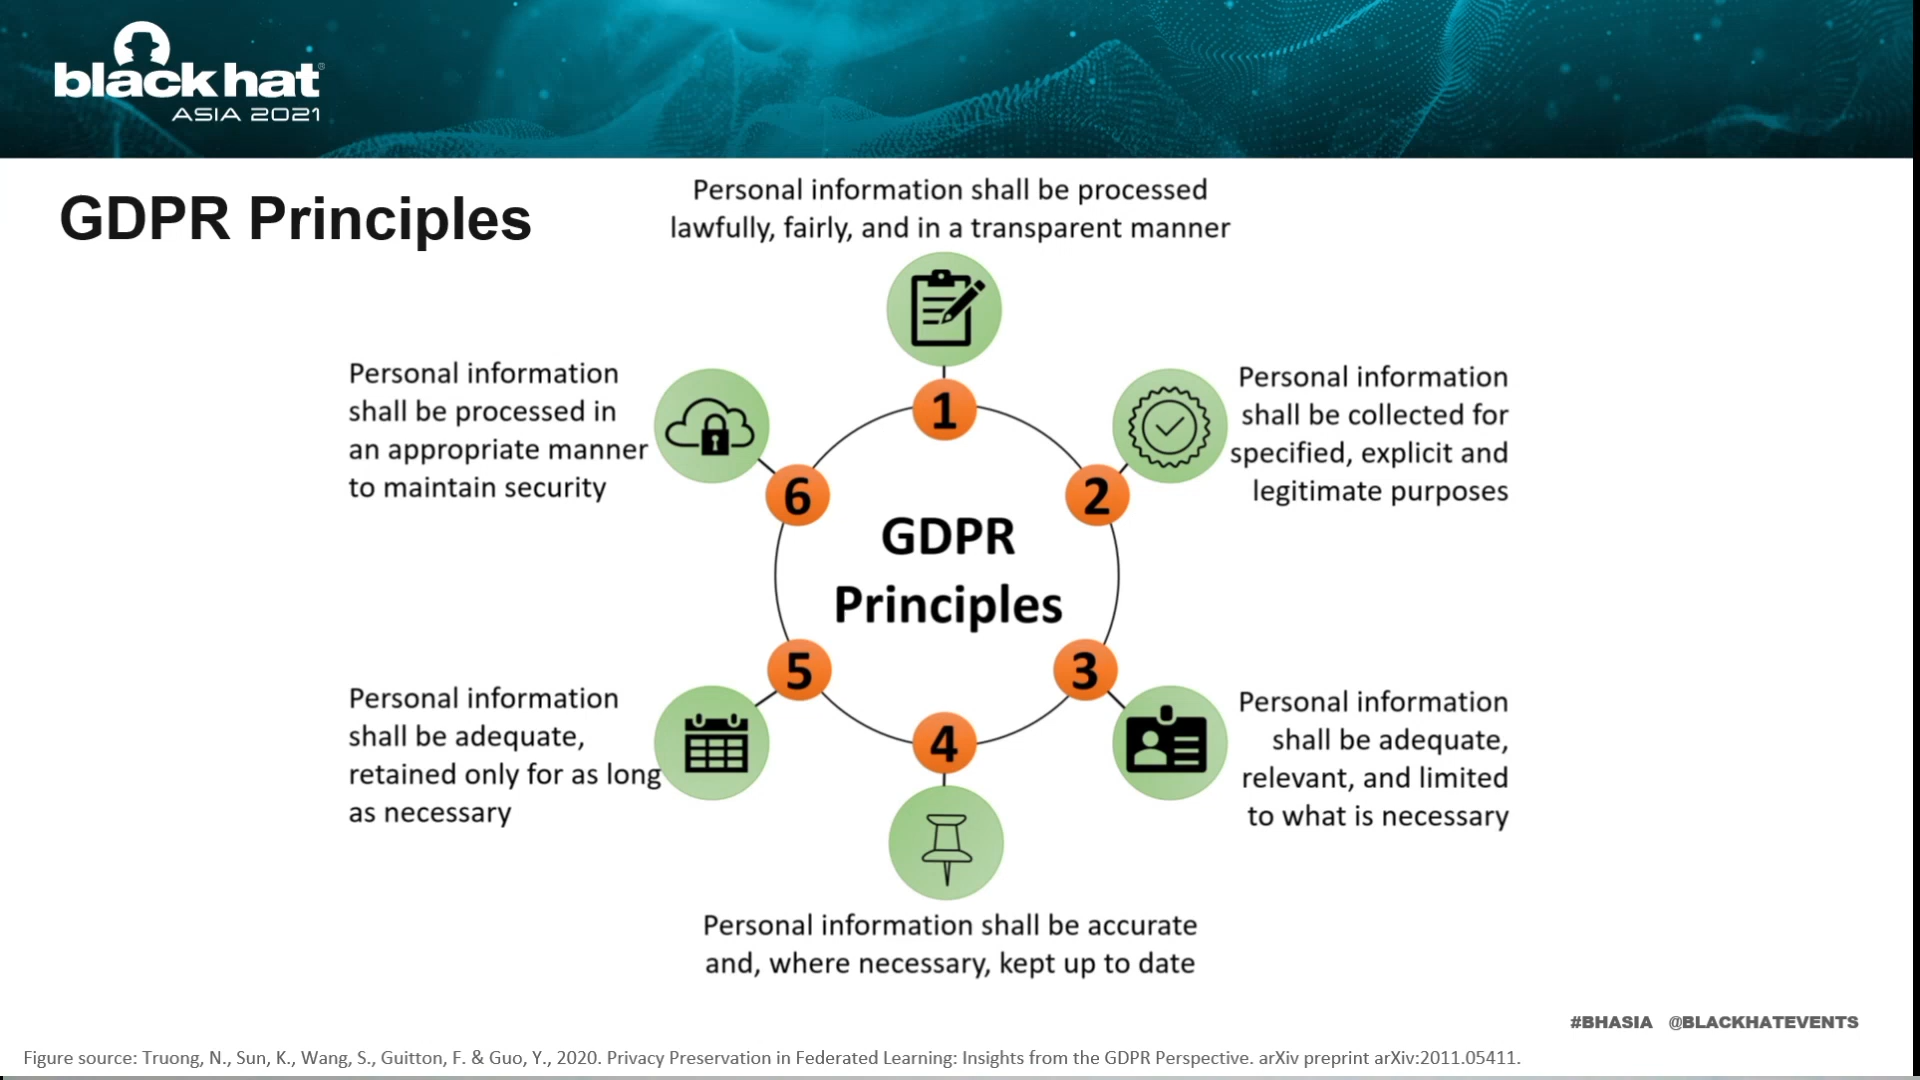 black hat®
ASIA 2021
GDPR Principles
Personal information shall be processed
lawfully, fairly, and in a transparent manner
1
Personal information
shall be collected for
specified, explicit and
legitimate purposes
2
Personal information
shall be adequate,
relevant, and limited
to what is necessary
3
Personal information shall be accurate
and, where necessary, kept up to date
4
Personal information
shall be adequate,
retained only for as long
as necessary
5
Personal information
shall be processed in
an appropriate manner
to maintain security
6
GDPR
Principles
#BHASIA @BLACKHATEVENTS
Figure source: Truong, N., Sun, K., Wang, S., Guitton, F. & Guo, Y., 2020. Privacy Preservation in Federated Learning: Insights from the GDPR Perspective. arXiv preprint arXiv:2011.05411.